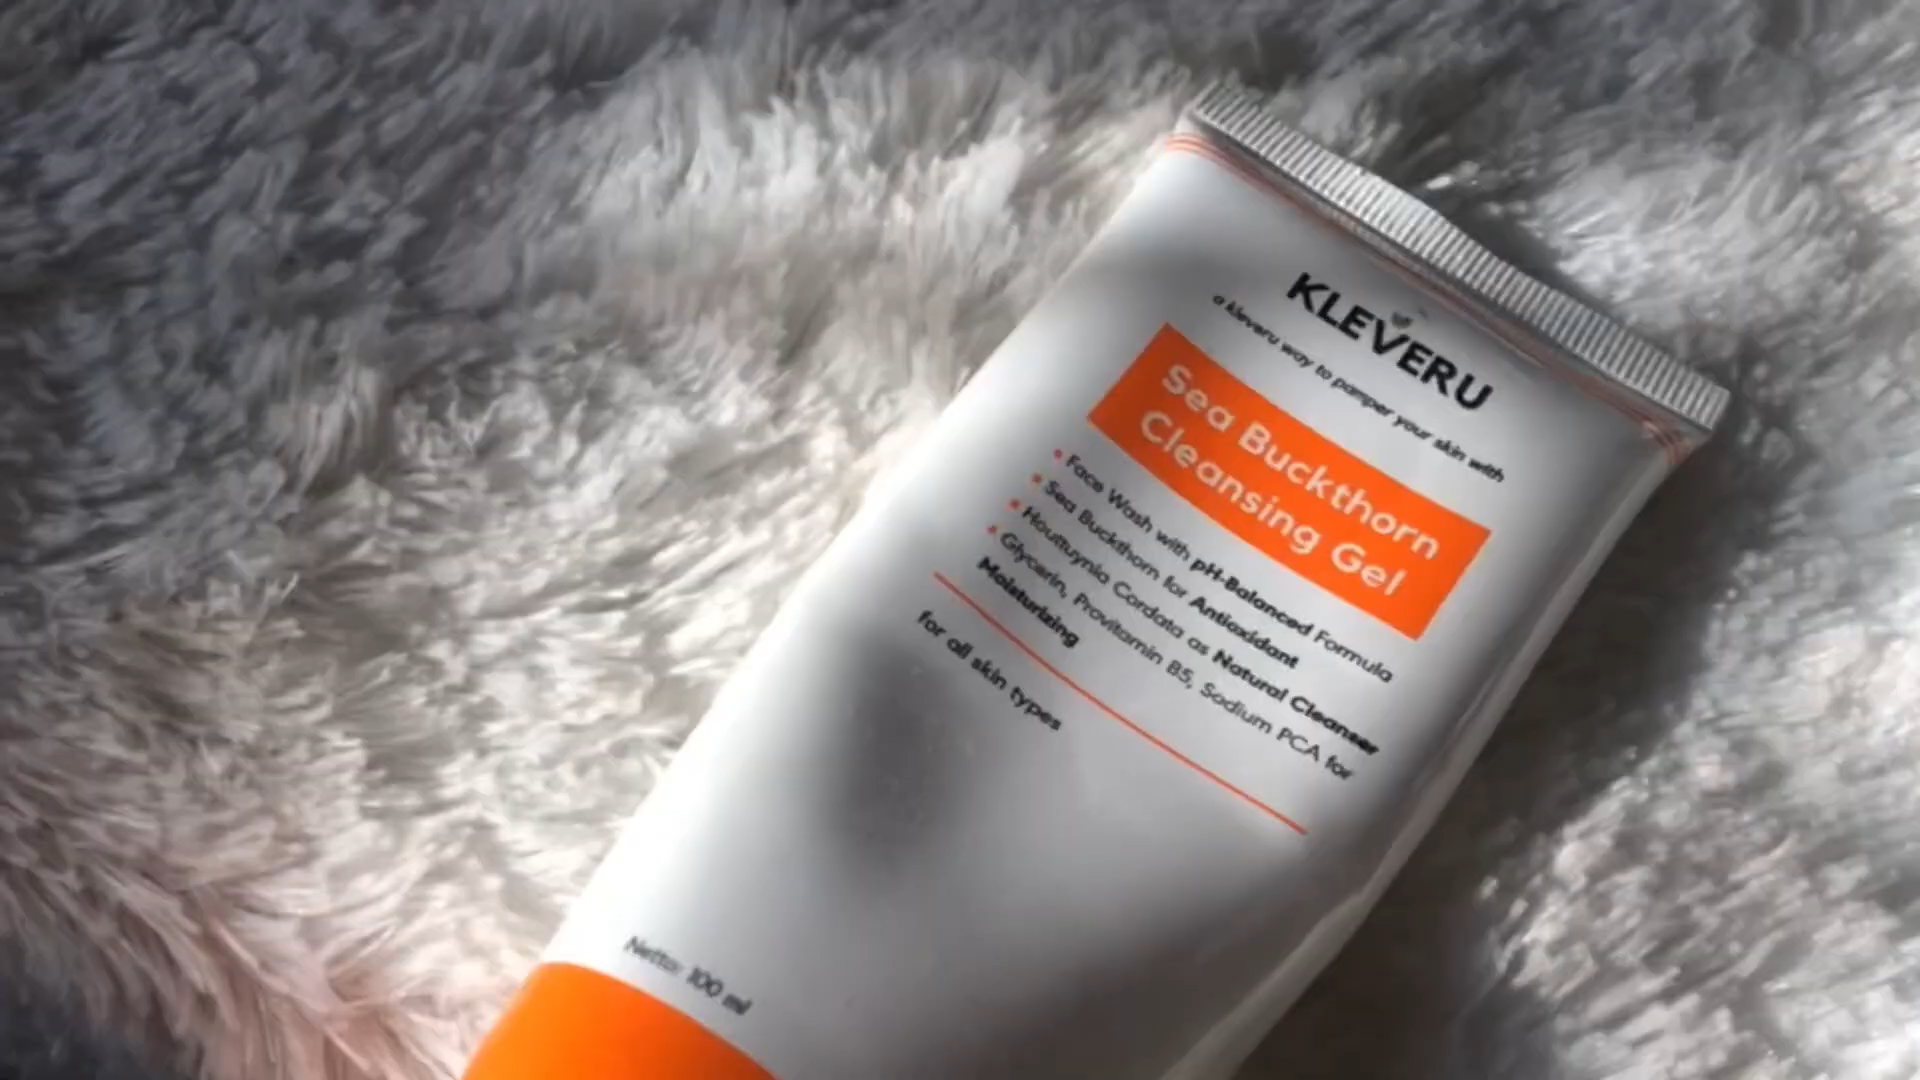 KLEVERU
a kleveru way to pamper your skin with
Sea Buckthorn
Cleansing Gel
• Face Wash with pH-Balanced Formula
• Sea Buckthorn for Antioxidant
• Houttuynia Cordata as Natural Cleanser
• Glycerin, Provitamin B5, Sodium PCA for
Moisturizing
for all skin types
Netto: 100 ml